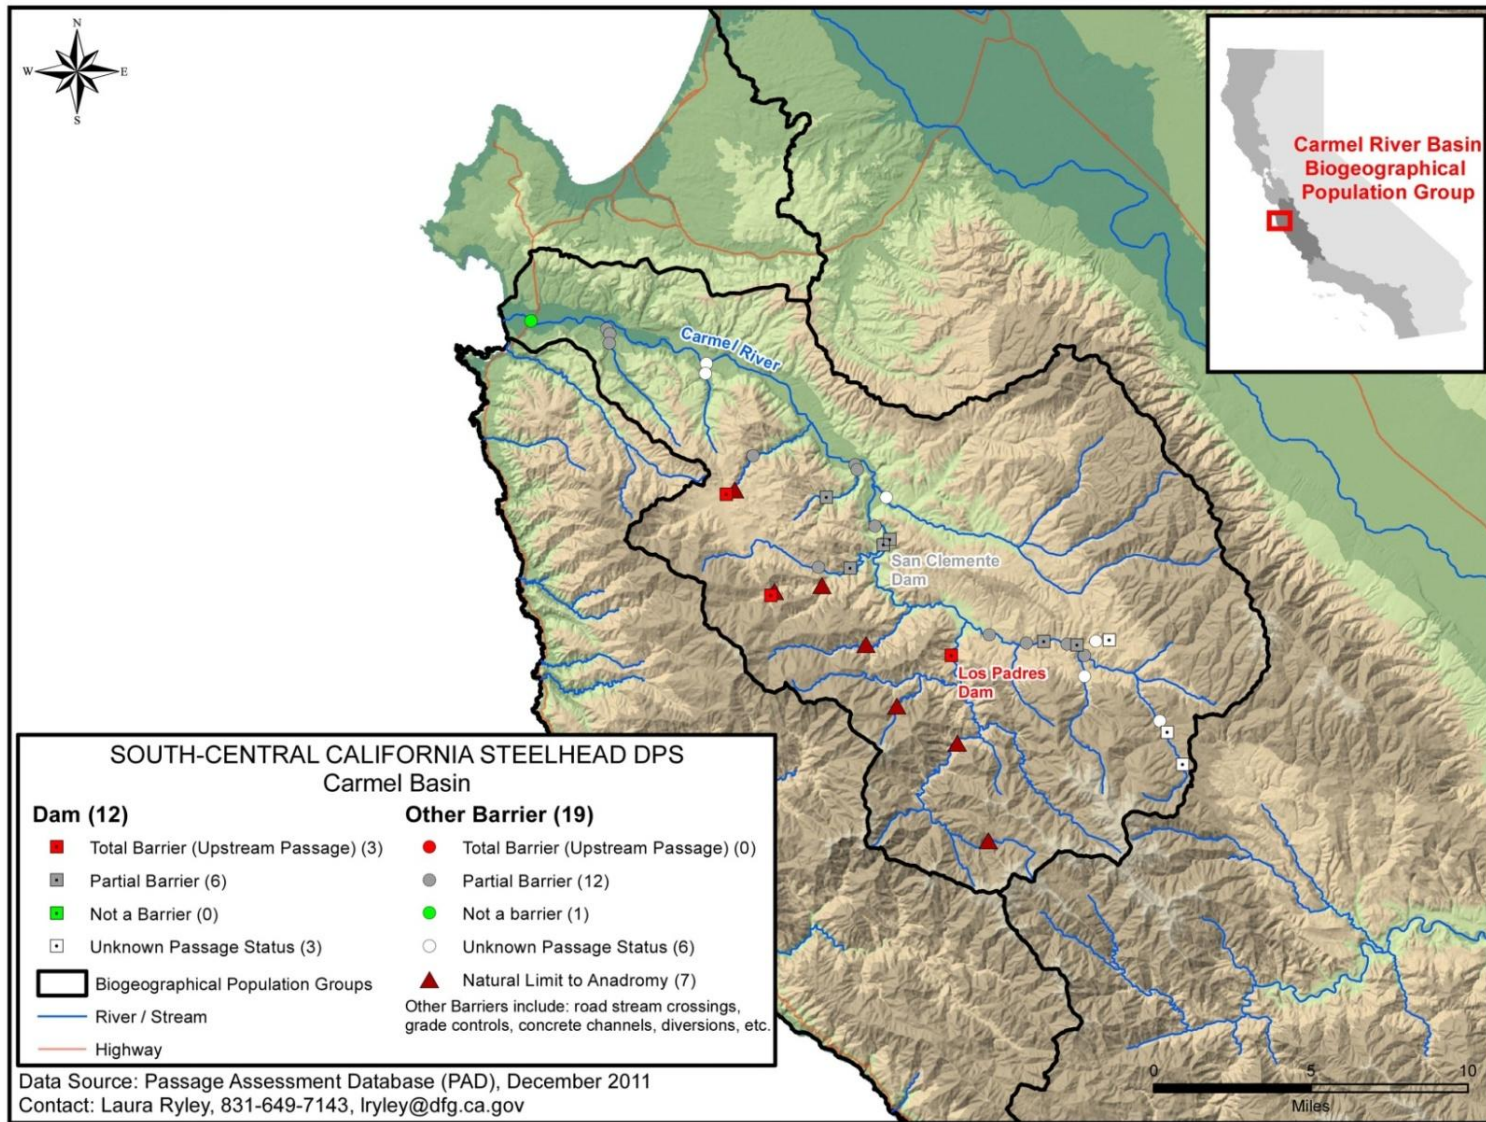 N
W E
S
Carmel River Basin
Biogeographical
Population Group
Carmel River
San Clemente
Dam
Los Padres
Dam
SOUTH-CENTRAL CALIFORNIA STEELHEAD DPS
Carmel Basin
Dam (12)
Total Barrier (Upstream Passage) (3)
Partial Barrier (6)
Not a Barrier (0)
Unknown Passage Status (3)
Biogeographical Population Groups
River / Stream
Highway
Other Barrier (19)
Total Barrier (Upstream Passage) (0)
Partial Barrier (12)
Not a barrier (1)
Unknown Passage Status (6)
Natural Limit to Anadromy (7)
Other Barriers include: road stream crossings,
grade controls, concrete channels, diversions, etc.
Data Source: Passage Assessment Database (PAD), December 2011
Contact: Laura Ryley, 831-649-7143, lryley@dfg.ca.gov
0 5 10
Miles